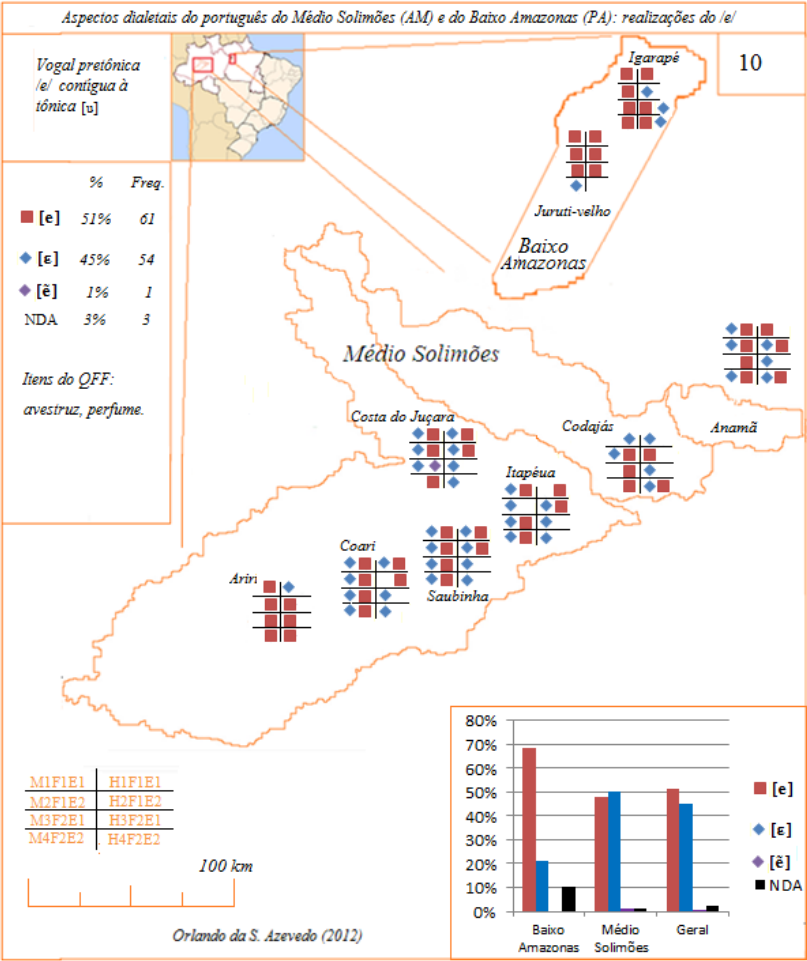 Aspectos dialetais do português do Médio Solimões (AM) e do Baixo Amazonas (PA): realizações do /e/
Vogal pretônica
/e/ contígua à
tônica [u]
10
% Freq.
[e] 51% 61
[ɛ] 45% 54
[ẽ] 1% 1
NDA 3% 3
Itens do QFF:
avestruz, perfume.
Igarapé
Juruti-velho
Baixo
Amazonas
Médio Solimões
Costa do Juçara
Codajás
Anamã
Itapéua
Coari
Ariri
Saubinha
M1F1E1 H1F1E1
M2F1E2 H2F1E2
M3F2E1 H3F2E1
M4F2E2 H4F2E2
100 km
Orlando da S. Azevedo (2012)
80%
70%
60%
50%
40%
30%
20%
10%
0%
Baixo
Amazonas
Médio
Solimões
Geral
[e]
[ɛ]
[ẽ]
NDA